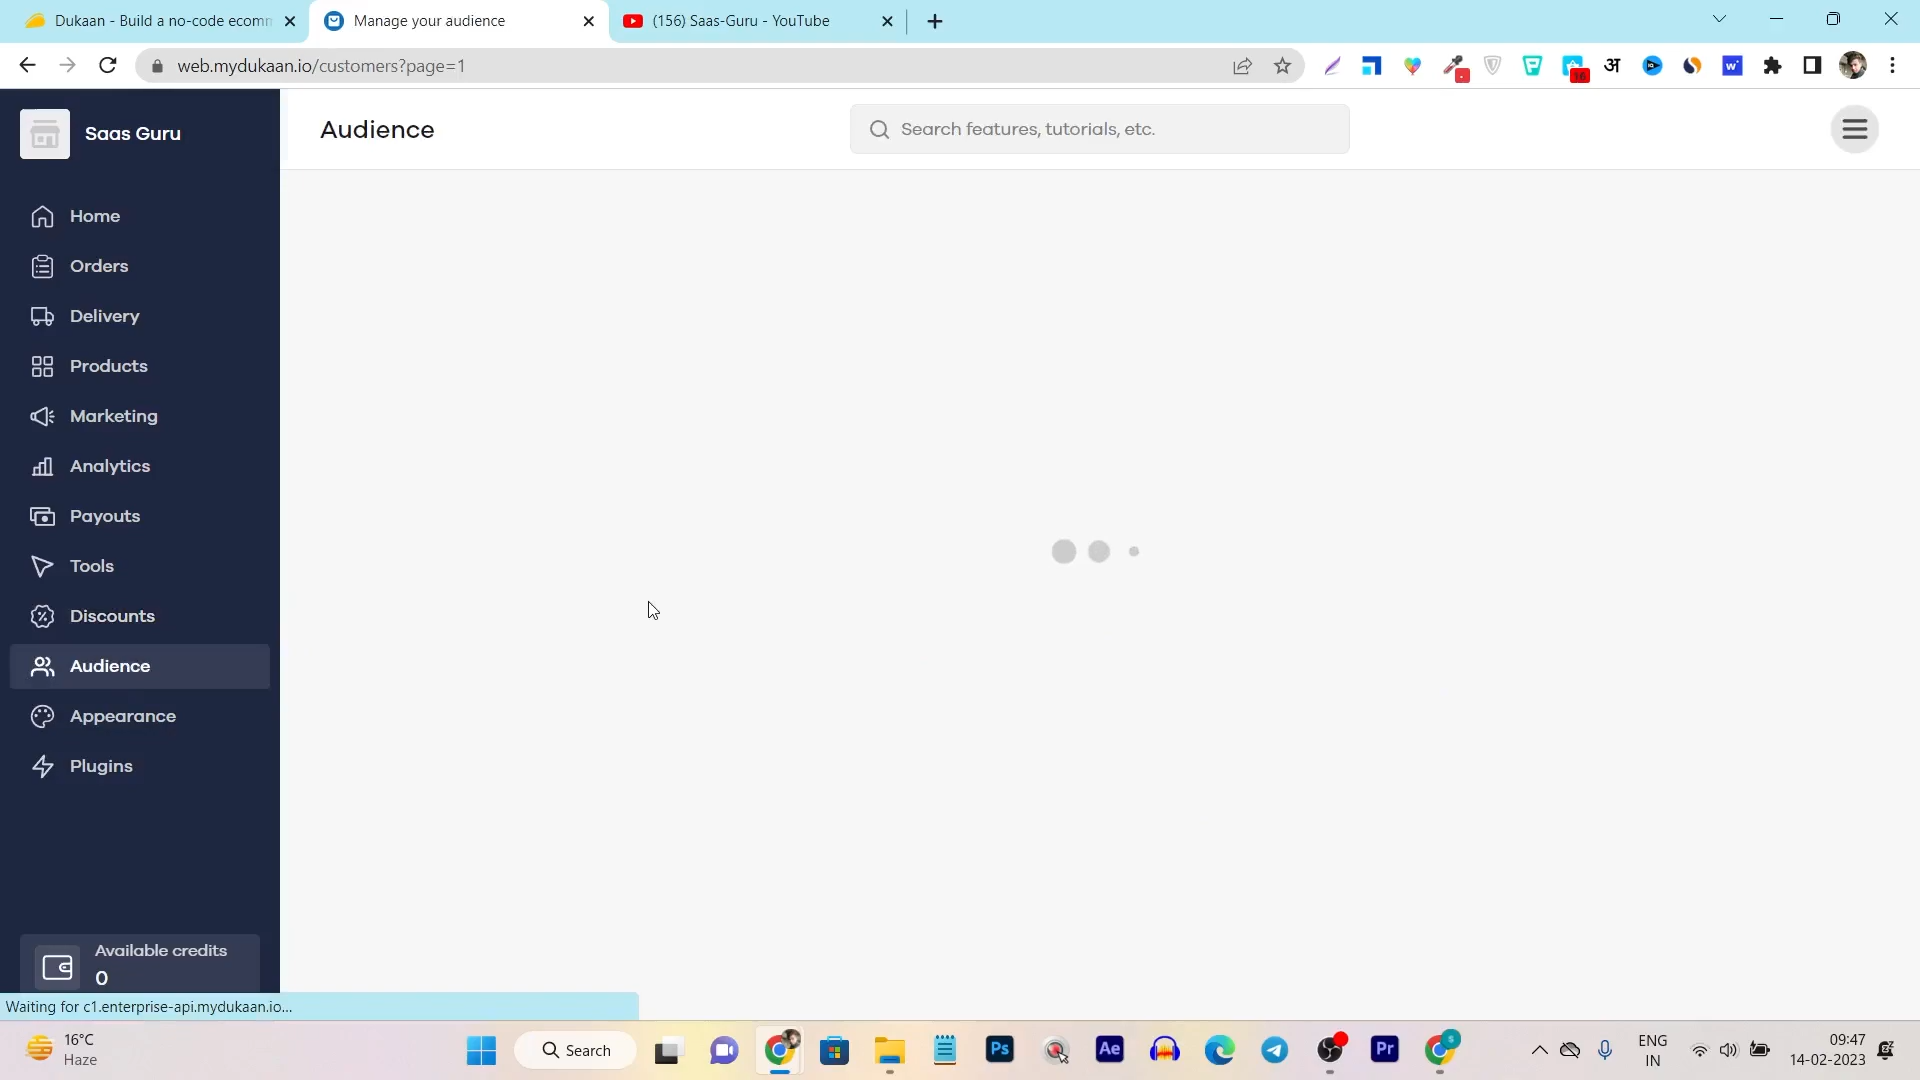 Dukaan - Build a no-code ecomm
Manage your audience
(156) Saas-Guru - YouTube
web.mydukaan.io/customers?page=1
16
अ
w
Saas Guru
Audience
Search features, tutorials, etc.
Home
Orders
Delivery
Products
Marketing
Analytics
Payouts
Tools
Discounts
Audience
Appearance
Plugins
Available credits
0
Waiting for c1.enterprise-api.mydukaan.io...
16°C
Haze
Search
Ps
Ae
Pr
S
ENG
IN
09:47
14-02-2023